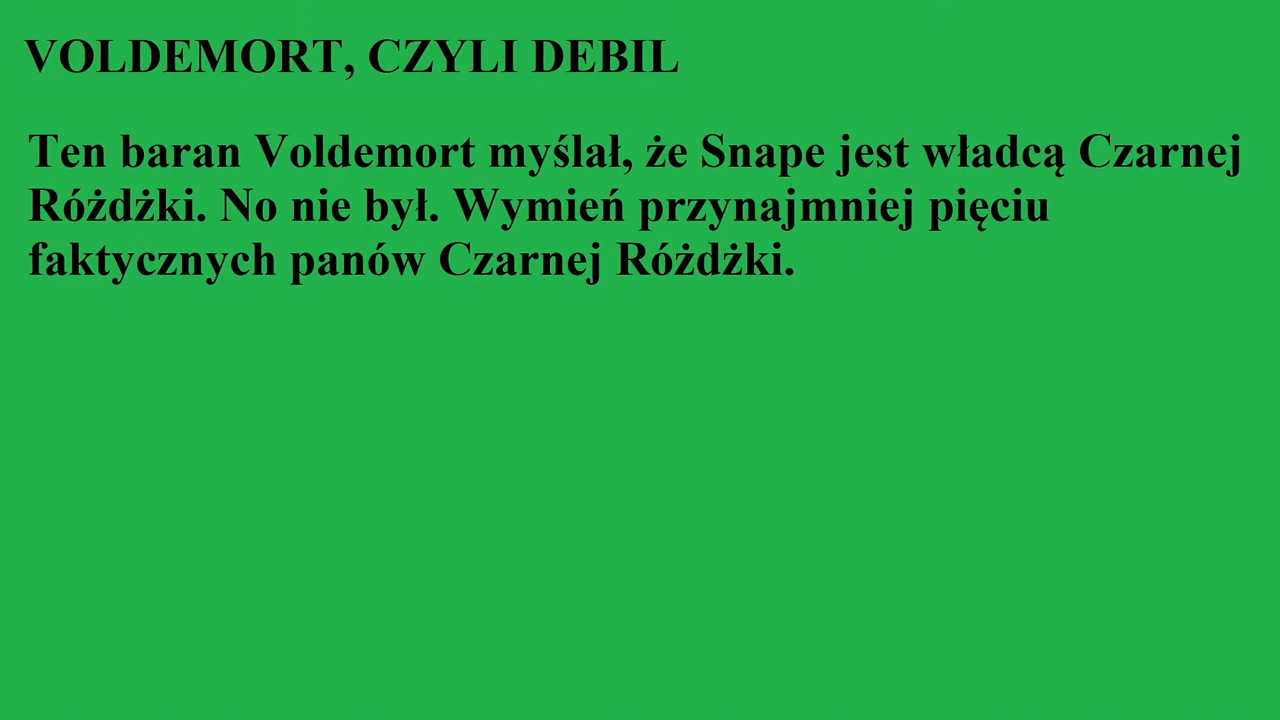 VOLDEMORT, CZYLI DEBIL
Ten baran Voldemort myślał, że Snape jest władcą Czarnej
Różdżki. No nie był. Wymień przynajmniej pięciu
faktycznych panów Czarnej Różdżki.